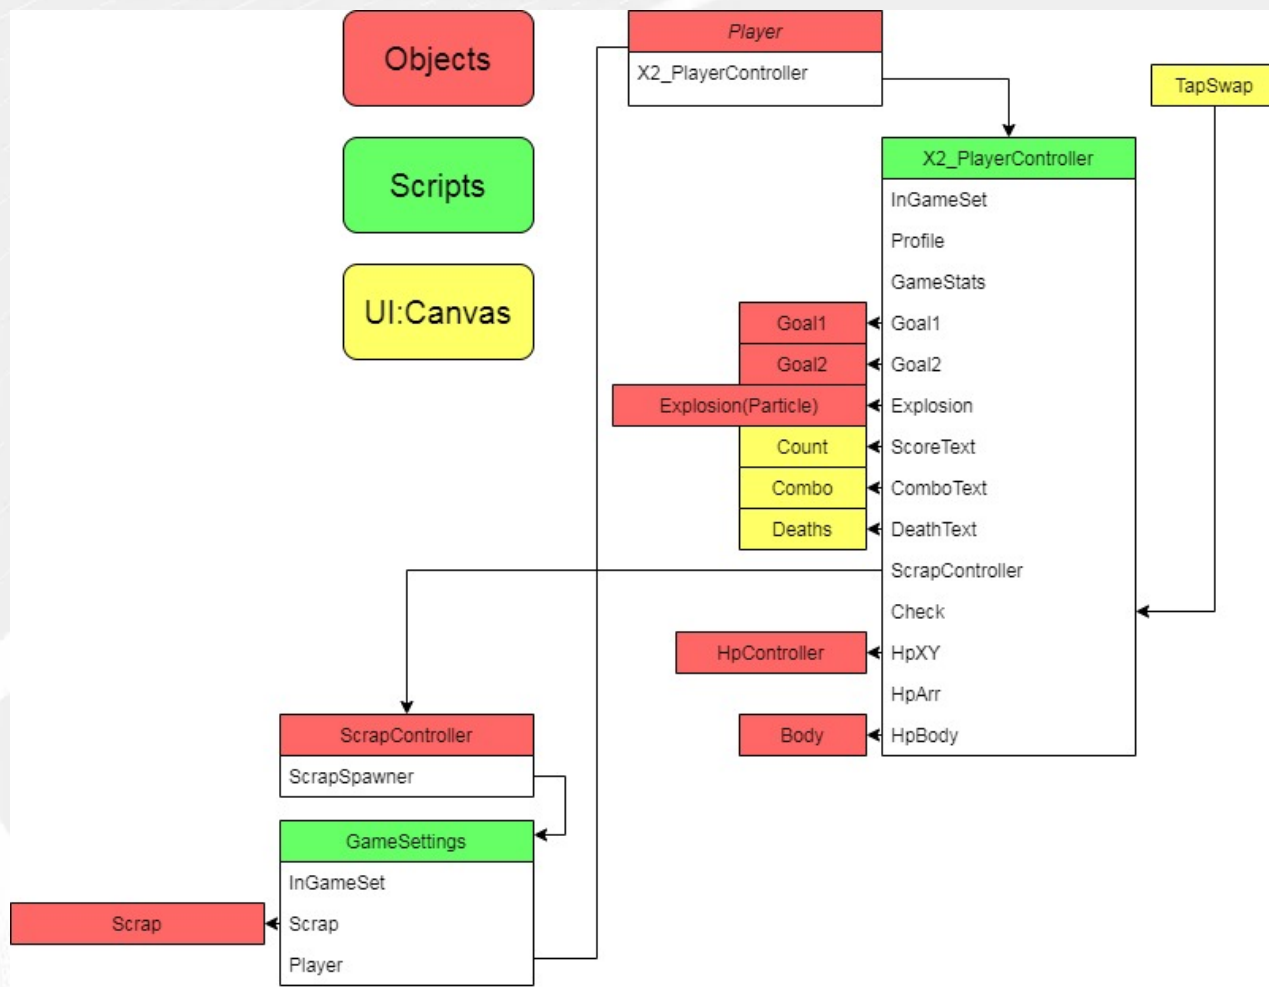 Objects
Scripts
UI:Canvas
Player
X2_PlayerController
TapSwap
X2_PlayerController
InGameSet
Profile
GameStats
Goal1
Goal1
Goal2
Goal2
Explosion(Particle)
Explosion
Count
ScoreText
Combo
ComboText
Deaths
DeathText
ScrapController
Check
HpController
HpXY
HpArr
Body
HpBody
ScrapController
ScrapSpawner
GameSettings
InGameSet
Scrap
Scrap
Player